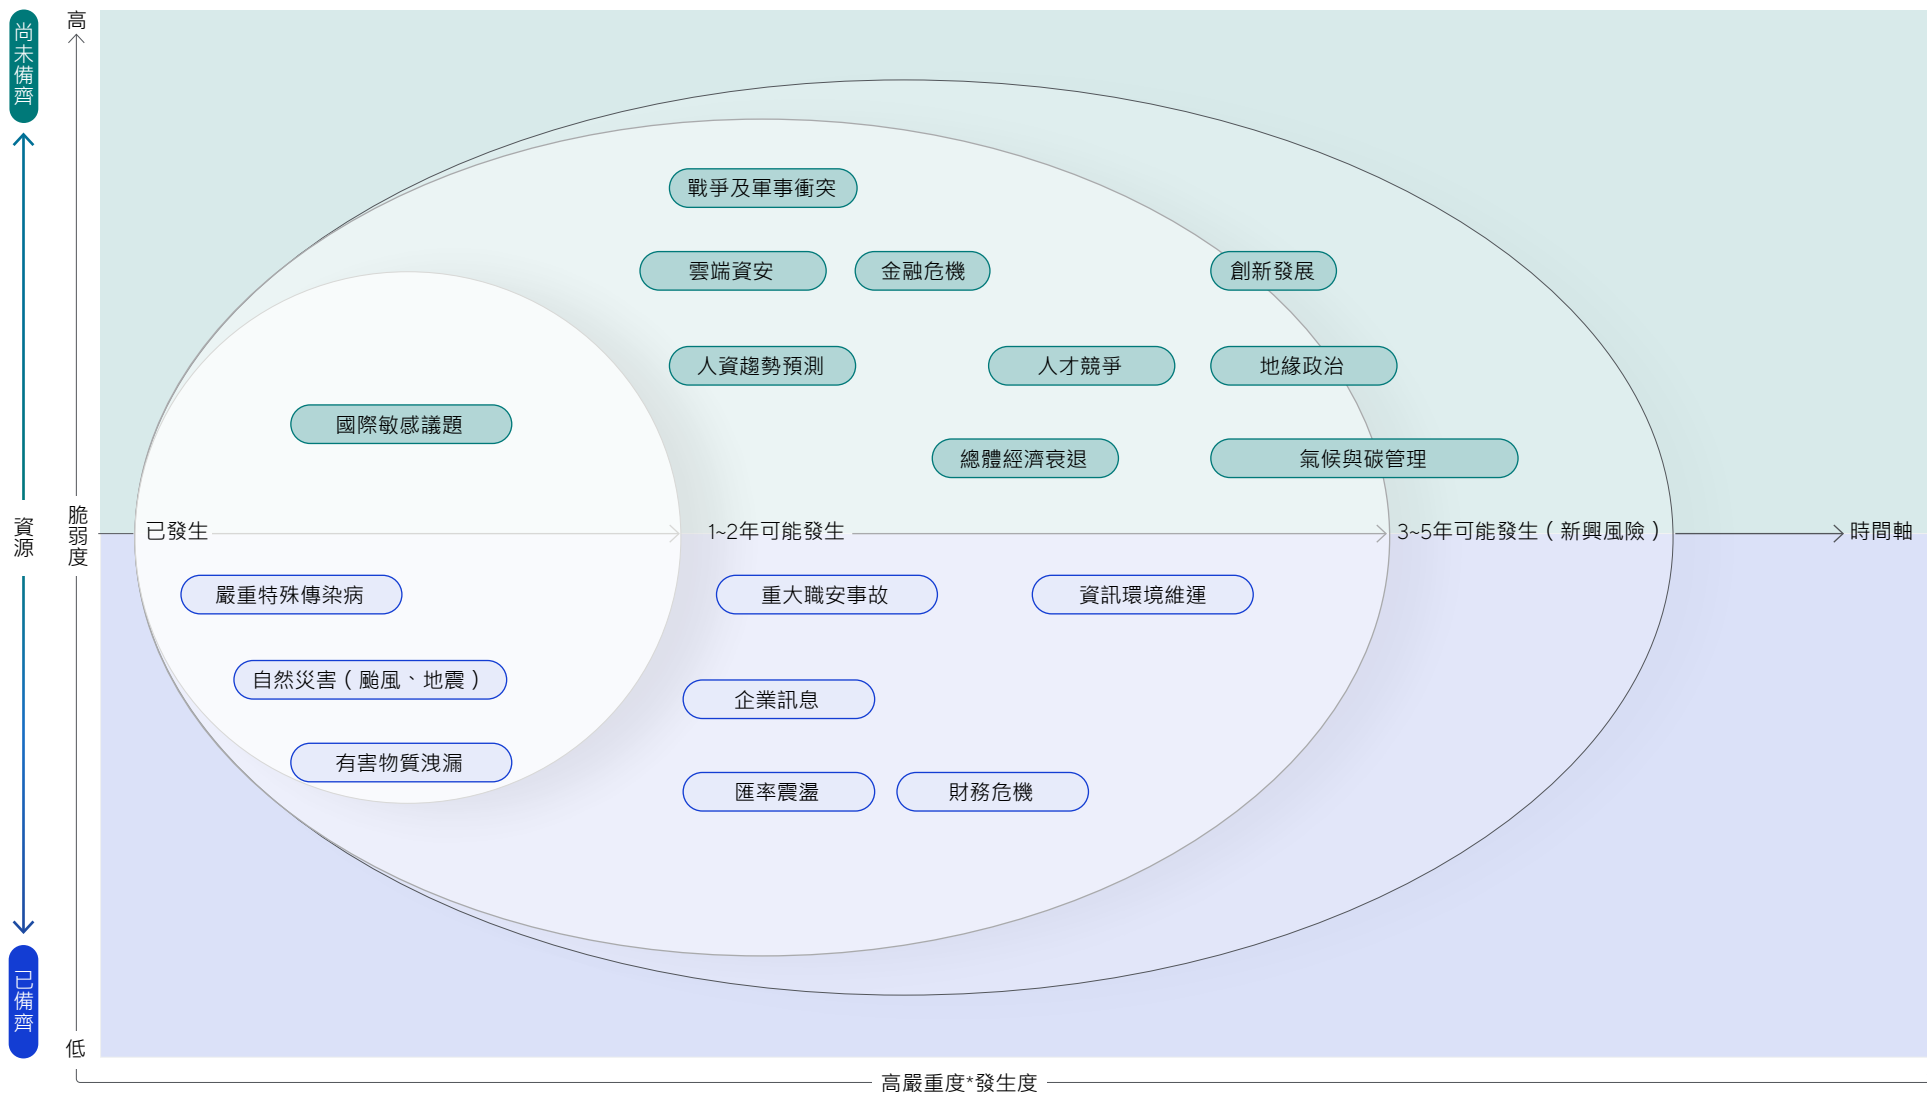 尚未備齊
資源
已備齊
高
脆弱度
低
戰爭及軍事衝突
雲端資安
金融危機
創新發展
人資趨勢預測
人才競爭
地緣政治
國際敏感議題
總體經濟衰退
氣候與碳管理
已發生
1~2年可能發生
3~5年可能發生（新興風險）
時間軸
嚴重特殊傳染病
重大職安事故
資訊環境維運
自然災害（颱風、地震）
企業訊息
有害物質洩漏
匯率震盪
財務危機
高嚴重度*發生度